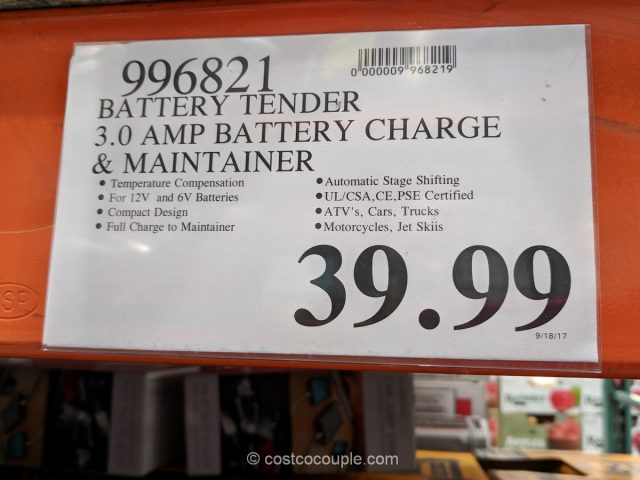 996821
0 000009 968219
BATTERY TENDER
3.0 AMP BATTERY CHARGE
& MAINTAINER
• Temperature Compensation
• For 12V and 6V Batteries
• Compact Design
• Full Charge to Maintainer
• Automatic Stage Shifting
• UL/CSA,CE,PSE Certified
• ATV's, Cars, Trucks
• Motorcycles, Jet Skiis
39.99
9/18/17
SP
© costcocouple.com